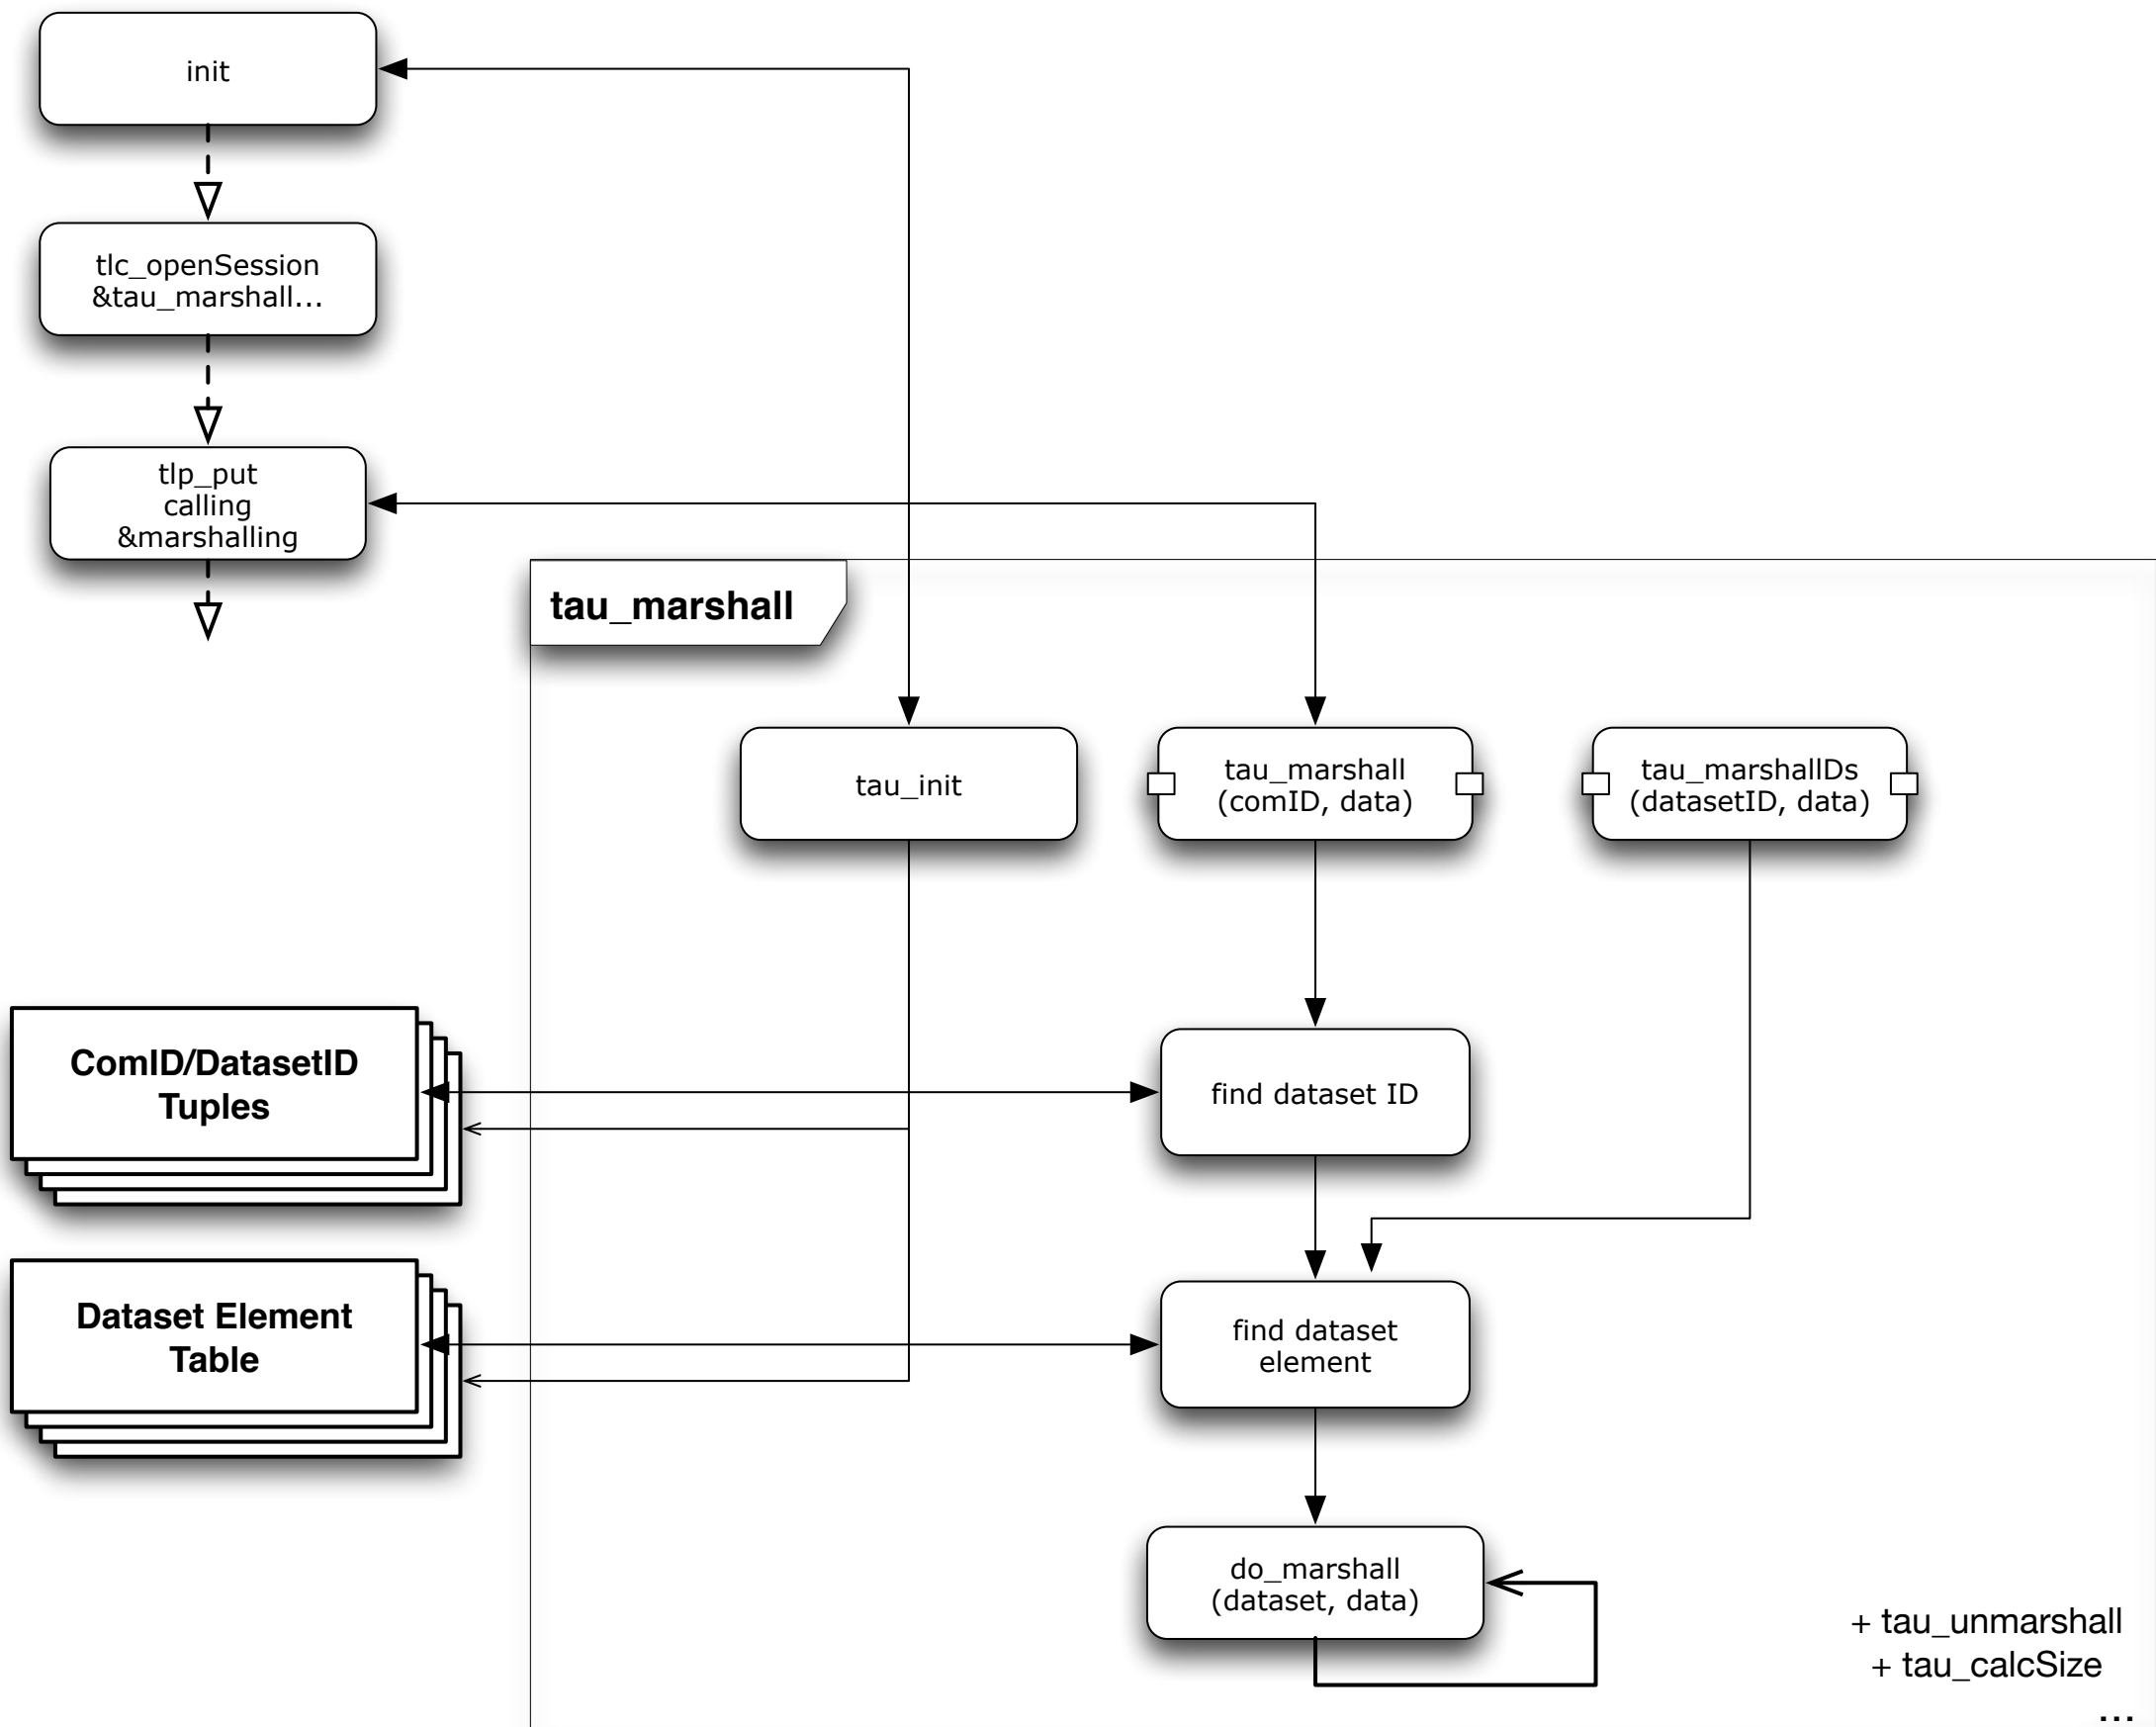 init
tlc_openSession
&tau_marshall...
tlp_put
calling
&marshalling
tau_marshall
tau_init
tau_marshall
(comID, data)
tau_marshallDs
(datasetID, data)
ComID/DatasetID
Tuples
find dataset ID
Dataset Element
Table
find dataset
element
do_marshall
(dataset, data)
+ tau_unmarshall
+ tau_calcSize
...